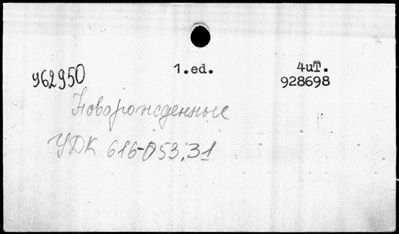 962950 1.ed. 4uT.
928698
Новорожденные
УДК 616-053.31